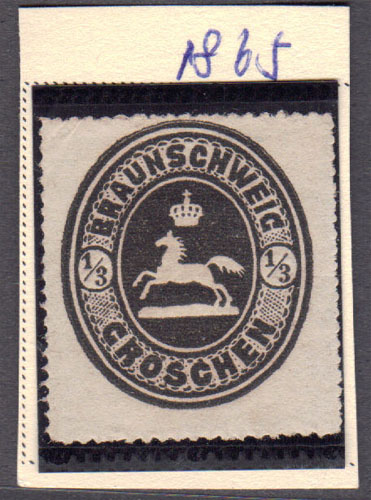 1865
BRAUNSCHWEIG
1/3 1/3
GROSCHEN